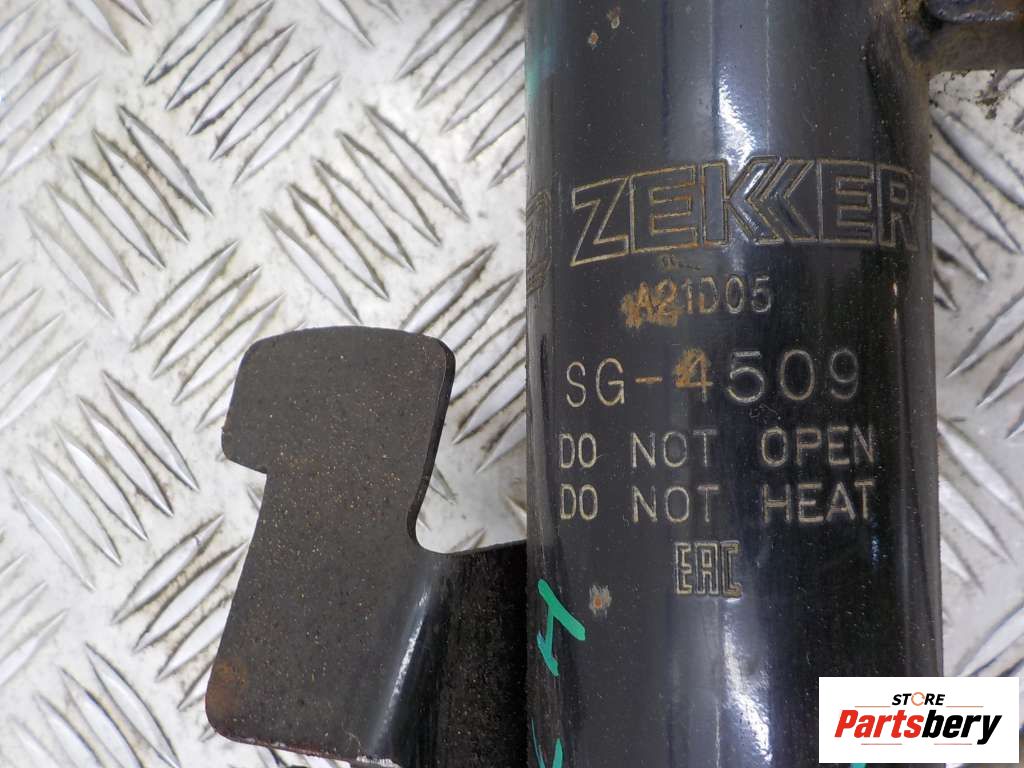 ZEKKER
A21D05
SG-4509
DO NOT OPEN
DO NOT HEAT
EAC
STORE
Partsbery